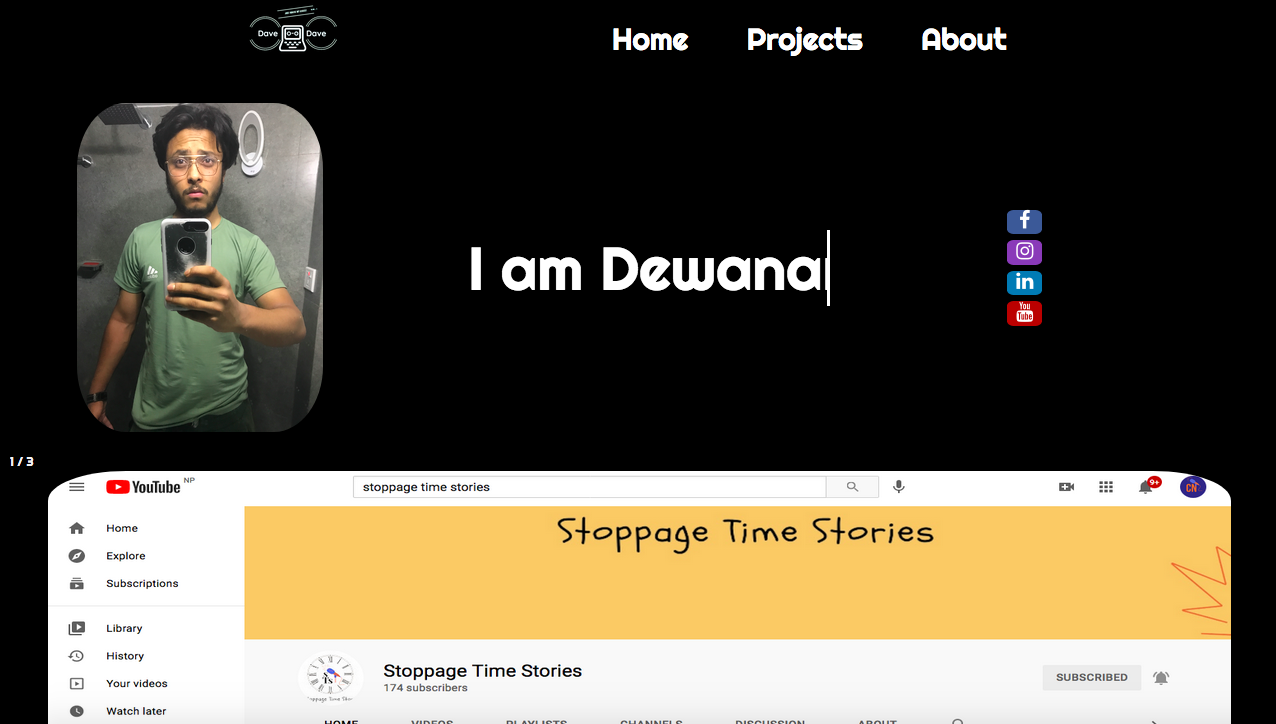 Dave Dave
Home Projects About
I am Dewana
You
Tube
1 / 3
YouTube NP
stoppage time stories
9+
CN
Home
Explore
Subscriptions
Library
History
Your videos
Watch later
Stoppage Time Stories
Stoppage Time Stories
174 subscribers
SUBSCRIBED
HOME VIDEOS PLAYLISTS CHANNELS DISCUSSION ABOUT